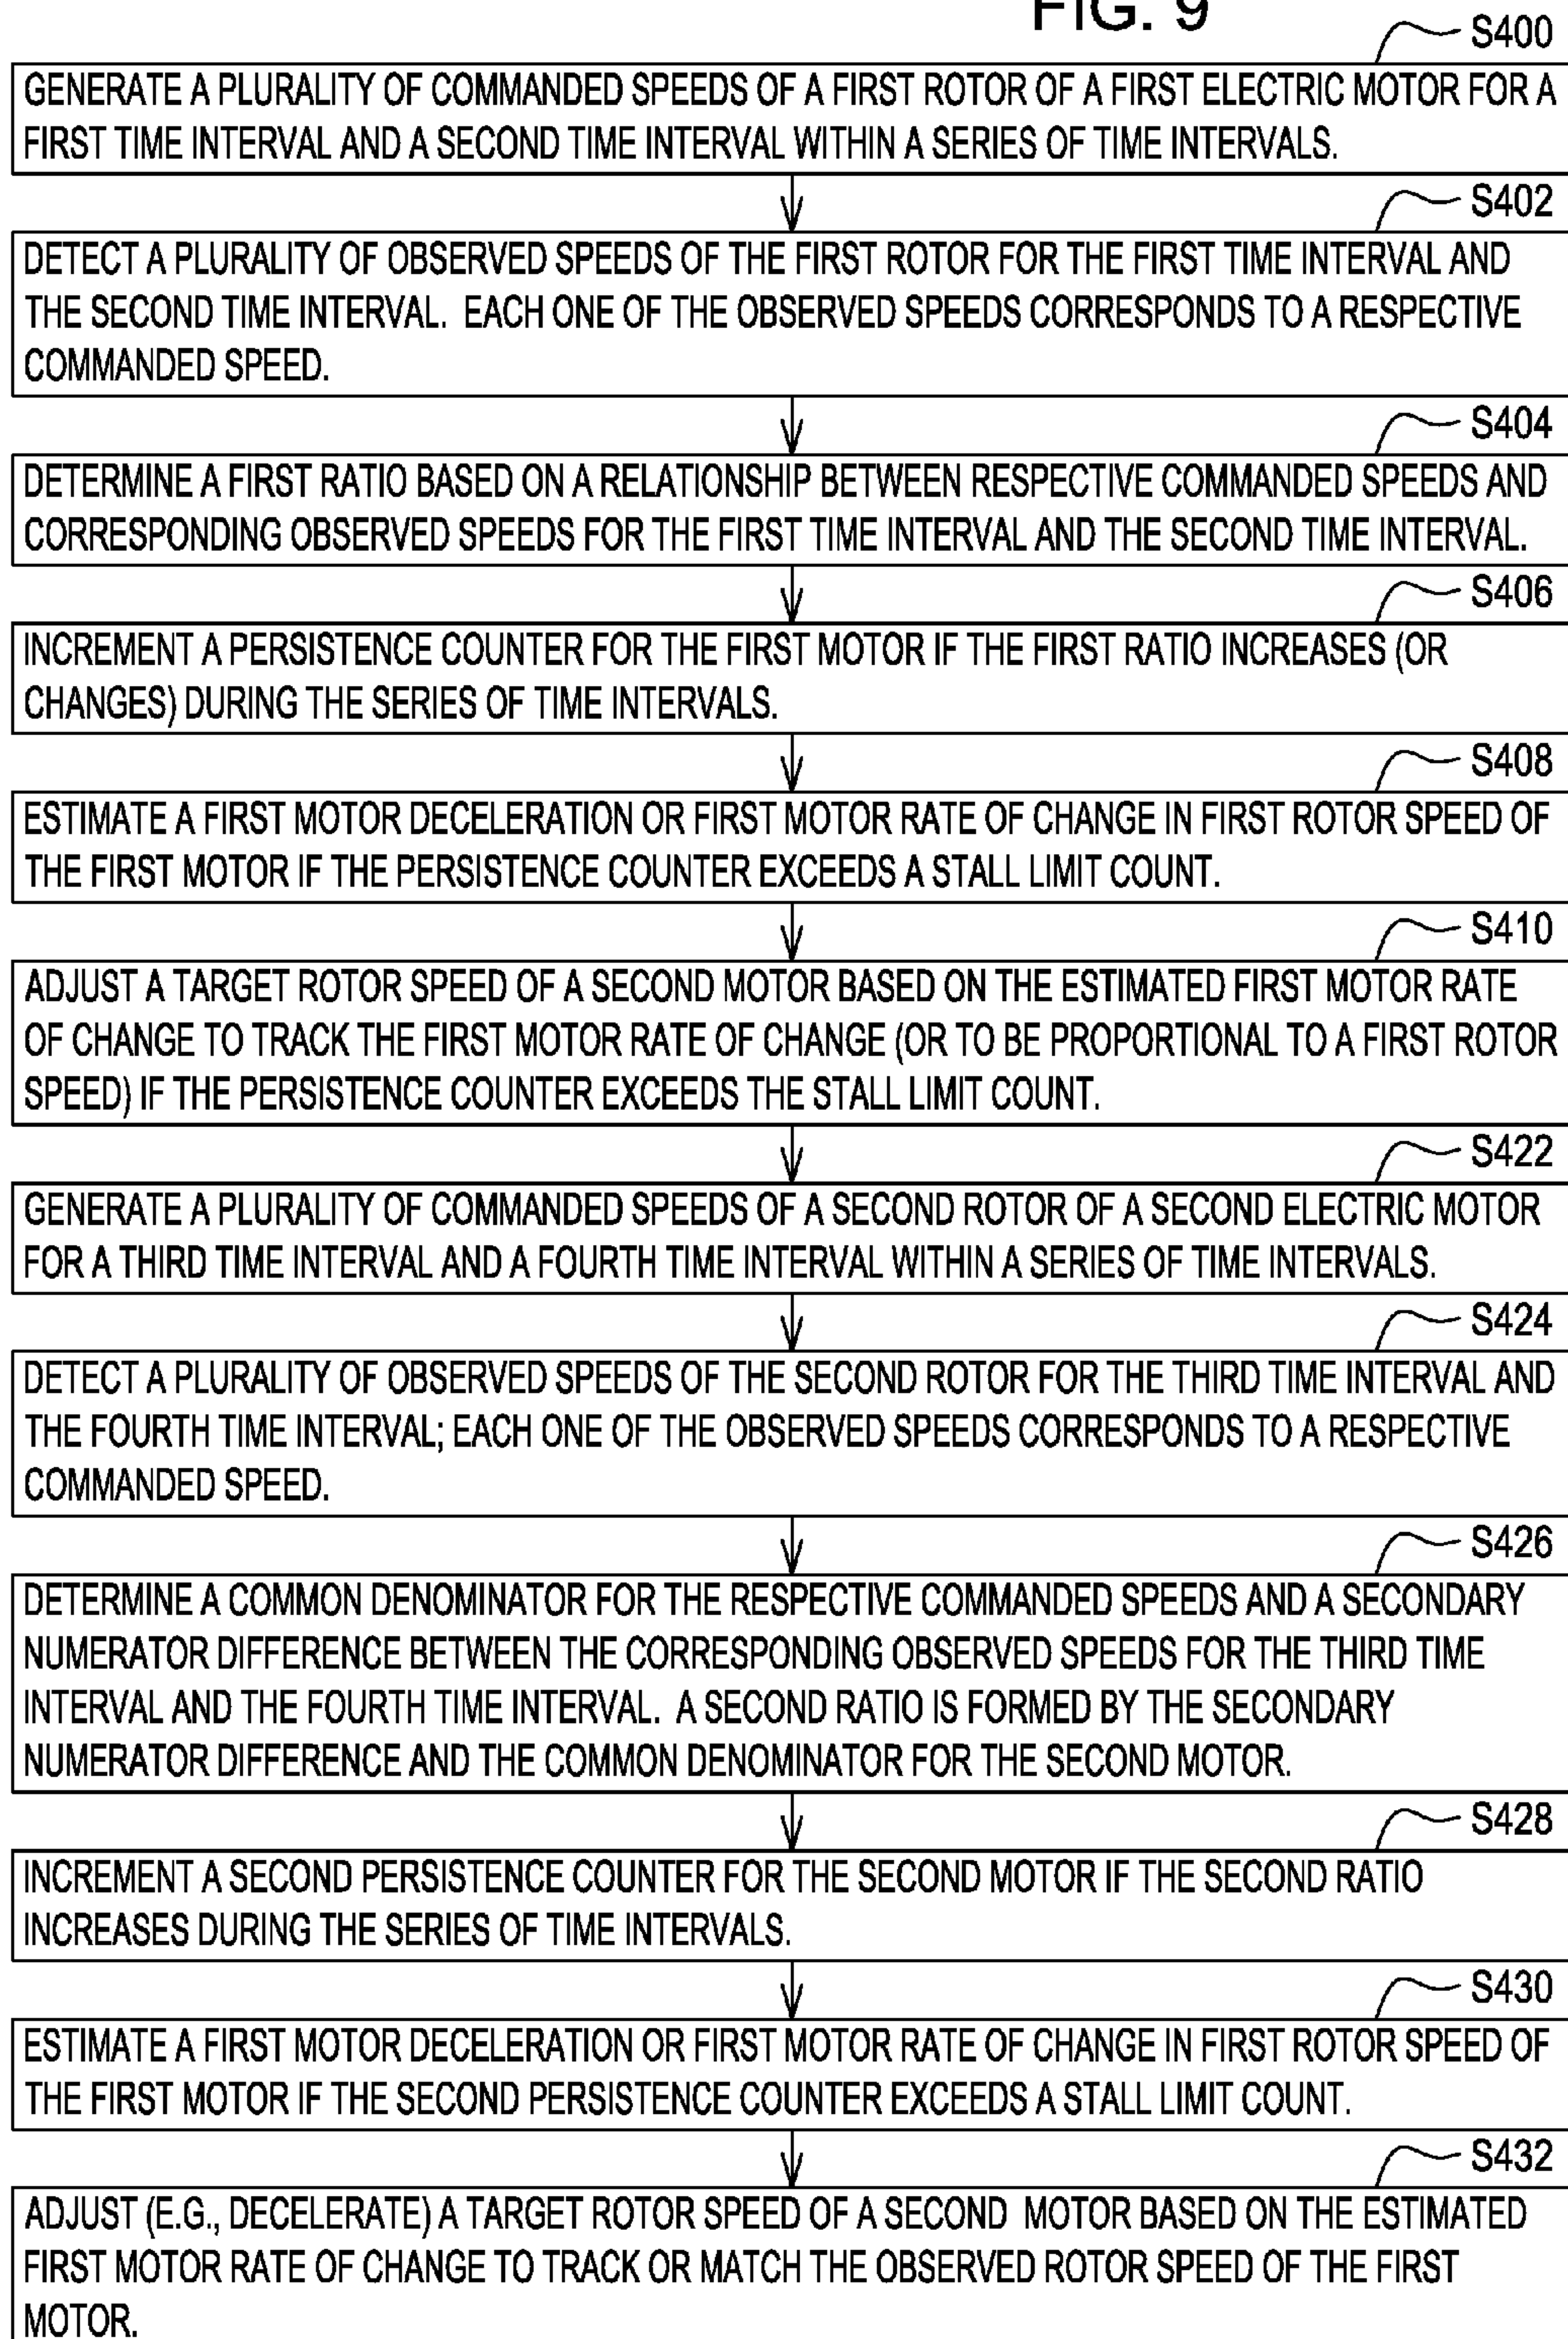 FIG. 9
S400
GENERATE A PLURALITY OF COMMANDED SPEEDS OF A FIRST ROTOR OF A FIRST ELECTRIC MOTOR FOR A
FIRST TIME INTERVAL AND A SECOND TIME INTERVAL WITHIN A SERIES OF TIME INTERVALS.
S402
DETECT A PLURALITY OF OBSERVED SPEEDS OF THE FIRST ROTOR FOR THE FIRST TIME INTERVAL AND
THE SECOND TIME INTERVAL. EACH ONE OF THE OBSERVED SPEEDS CORRESPONDS TO A RESPECTIVE
COMMANDED SPEED.
S404
DETERMINE A FIRST RATIO BASED ON A RELATIONSHIP BETWEEN RESPECTIVE COMMANDED SPEEDS AND
CORRESPONDING OBSERVED SPEEDS FOR THE FIRST TIME INTERVAL AND THE SECOND TIME INTERVAL.
S406
INCREMENT A PERSISTENCE COUNTER FOR THE FIRST MOTOR IF THE FIRST RATIO INCREASES (OR
CHANGES) DURING THE SERIES OF TIME INTERVALS.
S408
ESTIMATE A FIRST MOTOR DECELERATION OR FIRST MOTOR RATE OF CHANGE IN FIRST ROTOR SPEED OF
THE FIRST MOTOR IF THE PERSISTENCE COUNTER EXCEEDS A STALL LIMIT COUNT.
S410
ADJUST A TARGET ROTOR SPEED OF A SECOND MOTOR BASED ON THE ESTIMATED FIRST MOTOR RATE
OF CHANGE TO TRACK THE FIRST MOTOR RATE OF CHANGE (OR TO BE PROPORTIONAL TO A FIRST ROTOR
SPEED) IF THE PERSISTENCE COUNTER EXCEEDS THE STALL LIMIT COUNT.
S422
GENERATE A PLURALITY OF COMMANDED SPEEDS OF A SECOND ROTOR OF A SECOND ELECTRIC MOTOR
FOR A THIRD TIME INTERVAL AND A FOURTH TIME INTERVAL WITHIN A SERIES OF TIME INTERVALS.
S424
DETECT A PLURALITY OF OBSERVED SPEEDS OF THE SECOND ROTOR FOR THE THIRD TIME INTERVAL AND
THE FOURTH TIME INTERVAL; EACH ONE OF THE OBSERVED SPEEDS CORRESPONDS TO A RESPECTIVE
COMMANDED SPEED.
S426
DETERMINE A COMMON DENOMINATOR FOR THE RESPECTIVE COMMANDED SPEEDS AND A SECONDARY
NUMERATOR DIFFERENCE BETWEEN THE CORRESPONDING OBSERVED SPEEDS FOR THE THIRD TIME
INTERVAL AND THE FOURTH TIME INTERVAL. A SECOND RATIO IS FORMED BY THE SECONDARY
NUMERATOR DIFFERENCE AND THE COMMON DENOMINATOR FOR THE SECOND MOTOR.
S428
INCREMENT A SECOND PERSISTENCE COUNTER FOR THE SECOND MOTOR IF THE SECOND RATIO
INCREASES DURING THE SERIES OF TIME INTERVALS.
S430
ESTIMATE A FIRST MOTOR DECELERATION OR FIRST MOTOR RATE OF CHANGE IN FIRST ROTOR SPEED OF
THE FIRST MOTOR IF THE SECOND PERSISTENCE COUNTER EXCEEDS A STALL LIMIT COUNT.
S432
ADJUST (E.G., DECELERATE) A TARGET ROTOR SPEED OF A SECOND MOTOR BASED ON THE ESTIMATED
FIRST MOTOR RATE OF CHANGE TO TRACK OR MATCH THE OBSERVED ROTOR SPEED OF THE FIRST
MOTOR.